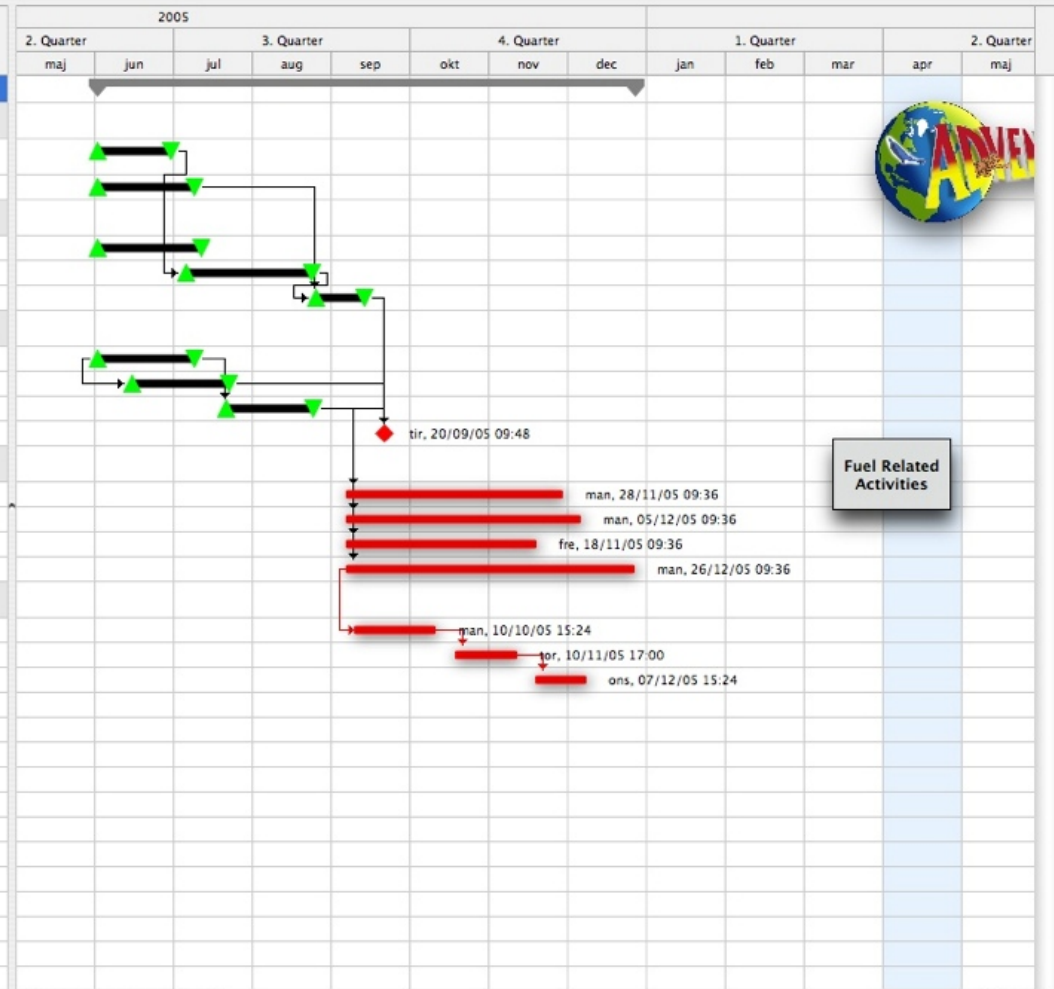 2005
2. Quarter 3. Quarter 4. Quarter 1. Quarter 2. Quarter
maj jun jul aug sep okt nov dec jan feb mar apr maj
ADVEN
tir, 20/09/05 09:48
Fuel Related
Activities
man, 28/11/05 09:36
man, 05/12/05 09:36
fre, 18/11/05 09:36
man, 26/12/05 09:36
man, 10/10/05 15:24
tor, 10/11/05 17:00
ons, 07/12/05 15:24